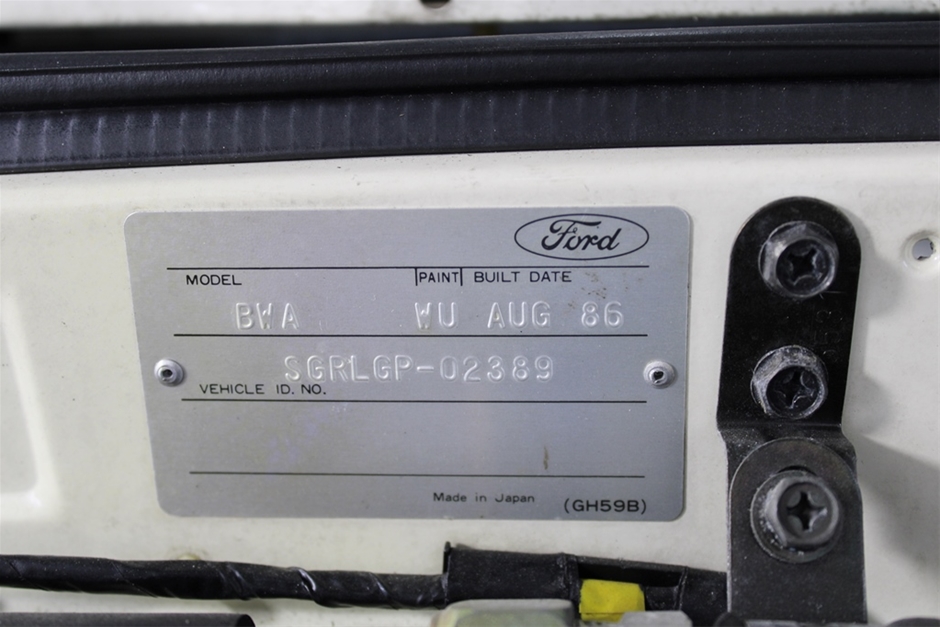 Ford
MODEL PAINT BUILT DATE
BWA WU AUG 86
SGRLGP-02389
VEHICLE ID. NO.
Made in Japan (GH59B)